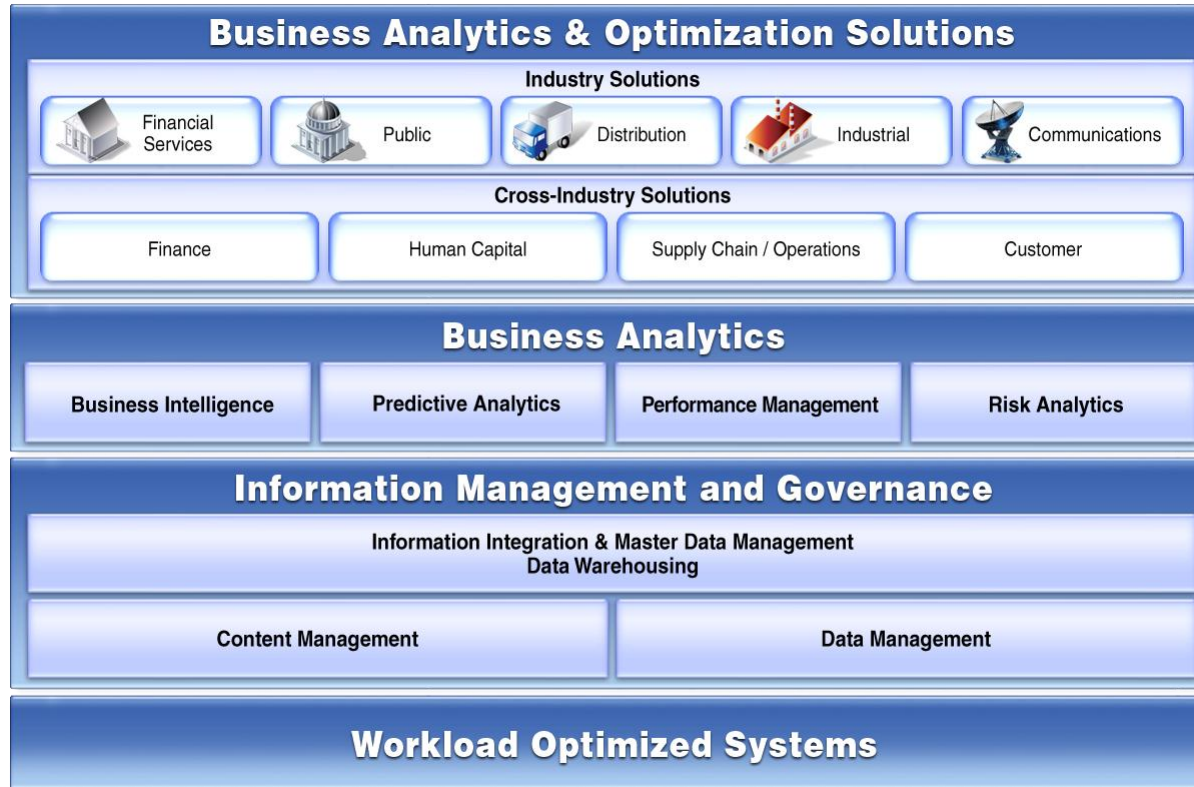 Business Analytics & Optimization Solutions
Industry Solutions
Financial
Services
Public
Distribution
Industrial
Communications
Cross-Industry Solutions
Finance
Human Capital
Supply Chain / Operations
Customer
Business Analytics
Business Intelligence
Predictive Analytics
Performance Management
Risk Analytics
Information Management and Governance
Information Integration & Master Data Management
Data Warehousing
Content Management
Data Management
Workload Optimized Systems